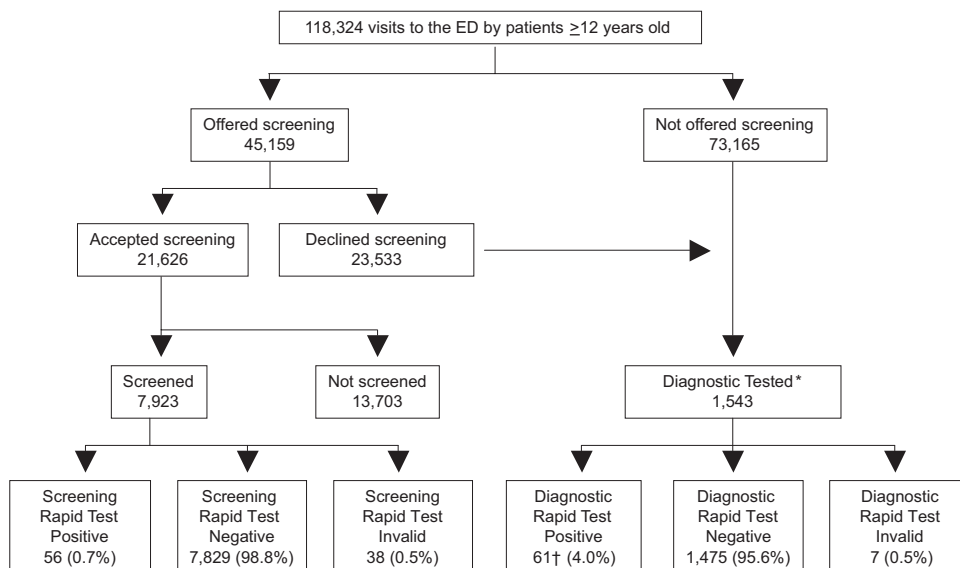 118,324 visits to the ED by patients ≥12 years old
Offered screening
45,159
Not offered screening
73,165
Accepted screening
21,626
Declined screening
23,533
Screened
7,923
Not screened
13,703
Diagnostic Tested*
1,543
Screening
Rapid Test
Positive
56 (0.7%)
Screening
Rapid Test
Negative
7,829 (98.8%)
Screening
Rapid Test
Invalid
38 (0.5%)
Diagnostic
Rapid Test
Positive
61† (4.0%)
Diagnostic
Rapid Test
Negative
1,475 (95.6%)
Diagnostic
Rapid Test
Invalid
7 (0.5%)